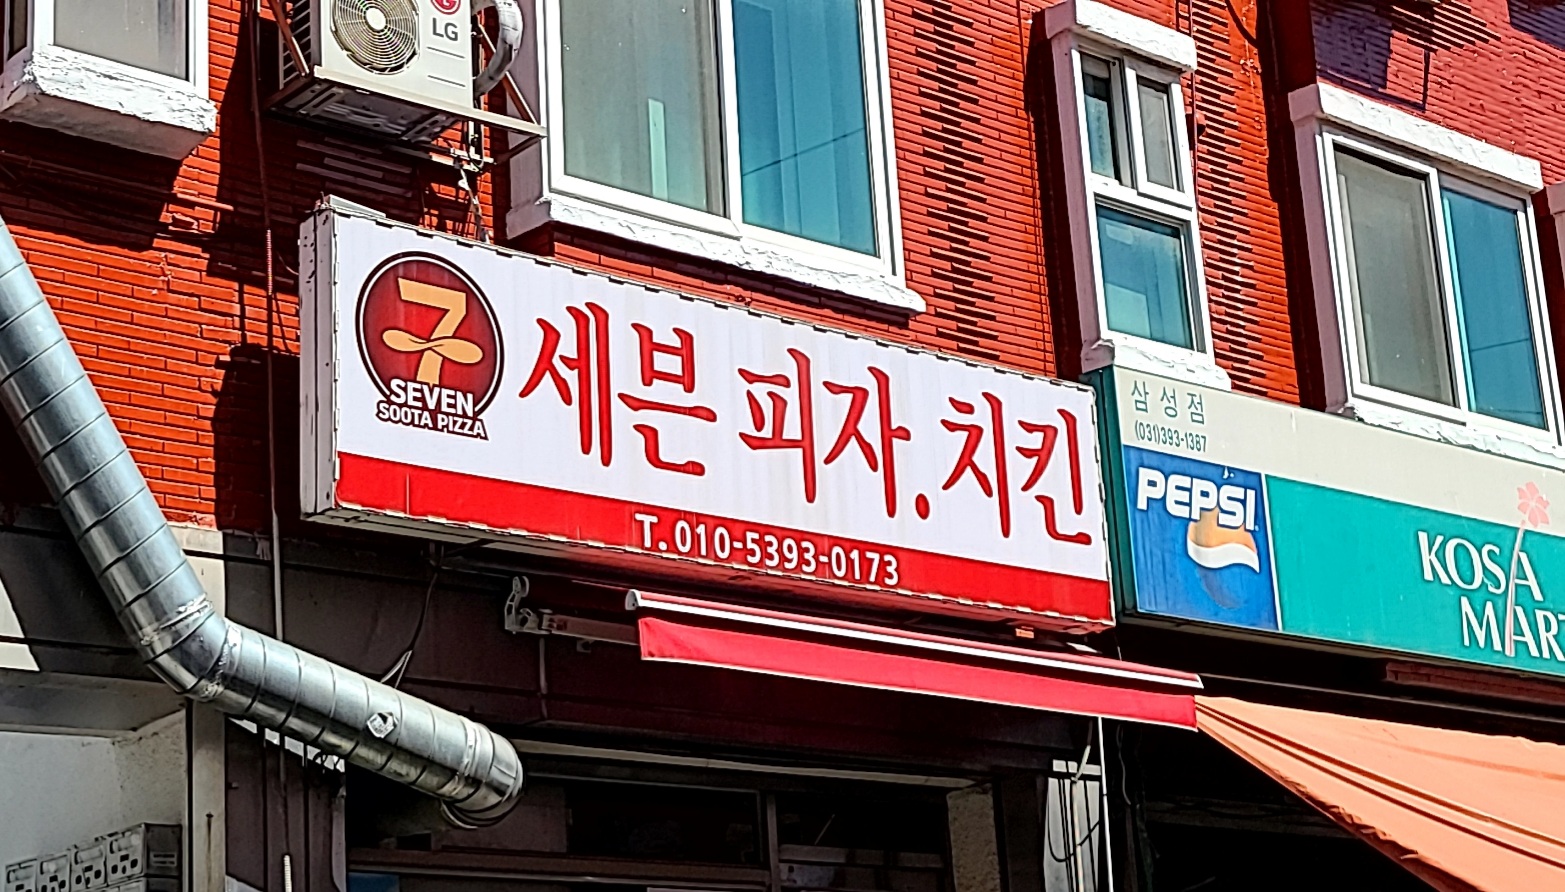 LG
SEVEN
SOOTA PIZZA
세븐 피자.치킨
T.010-5393-0173
삼성점
(031)393-1387
PEPSI
KOSA
MART